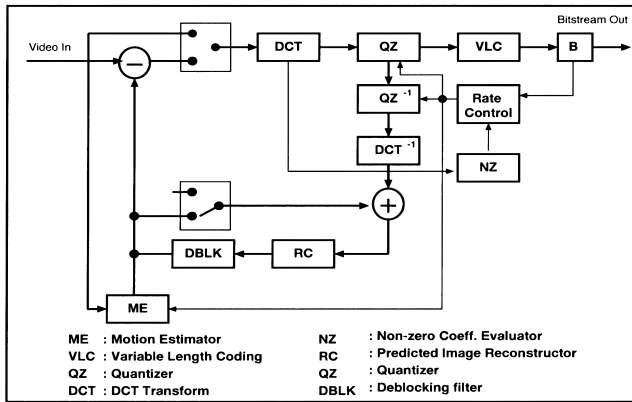 Bitstream Out
Video In
DCT
QZ
VLC
B
QZ -1
Rate
Control
DCT -1
NZ
DBLK
RC
ME
ME : Motion Estimator
VLC : Variable Length Coding
QZ : Quantizer
DCT : DCT Transform
NZ : Non-zero Coeff. Evaluator
RC : Predicted Image Reconstructor
QZ : Quantizer
DBLK : Deblocking filter